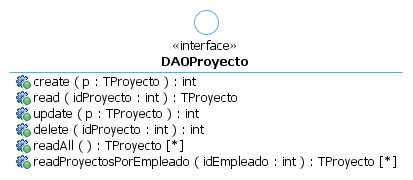 «interface»
DAOProyecto
create ( p : TProyecto ) : int
read ( idProyecto : int ) : TProyecto
update ( p : TProyecto ) : int
delete ( idProyecto : int ) : int
readAll ( ) : TProyecto [*]
readProyectosPorEmpleado ( idEmpleado : int ) : TProyecto [*]